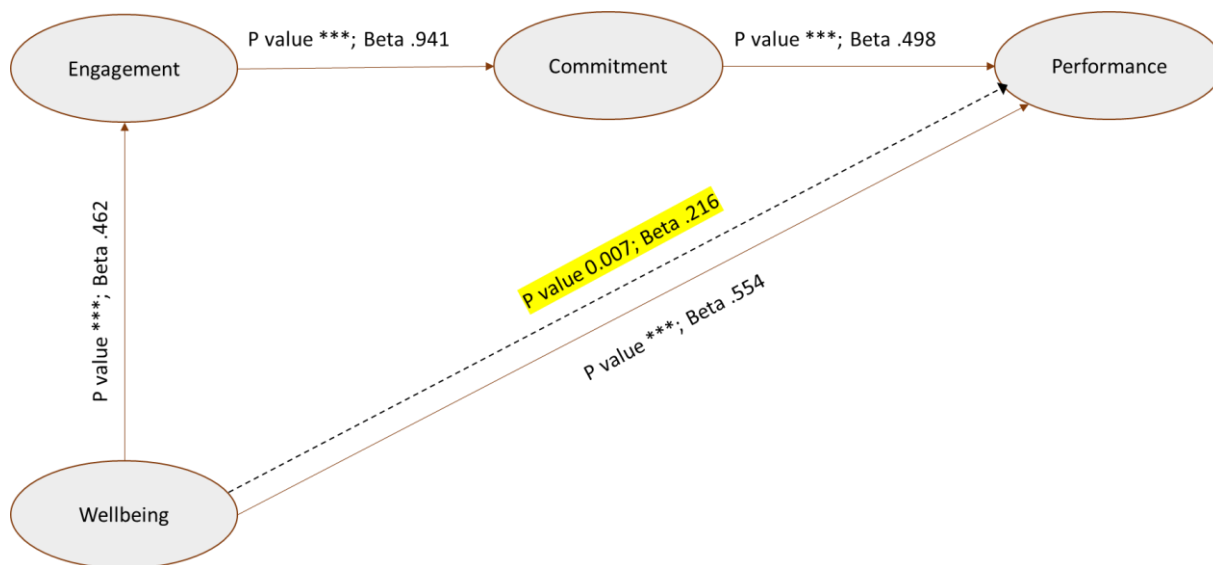 P value ***; Beta .941
P value ***; Beta .498
Engagement
Commitment
Performance
P value ***; Beta .462
P value 0.007; Beta .216
P value ***; Beta .554
Wellbeing